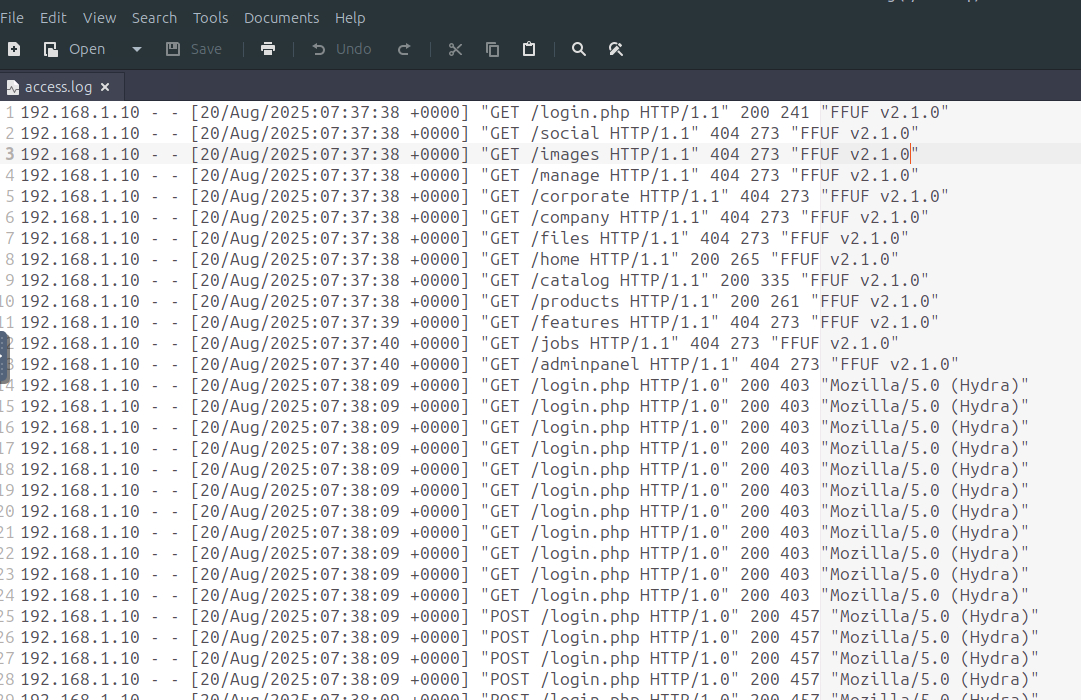 File Edit View Search Tools Documents Help
Open Save Undo
access.log
1 192.168.1.10 - - [20/Aug/2025:07:37:38 +0000] "GET /login.php HTTP/1.1" 200 241 "FFUF v2.1.0"
2 192.168.1.10 - - [20/Aug/2025:07:37:38 +0000] "GET /social HTTP/1.1" 404 273 "FFUF v2.1.0"
3 192.168.1.10 - - [20/Aug/2025:07:37:38 +0000] "GET /images HTTP/1.1" 404 273 "FFUF v2.1.0"
4 192.168.1.10 - - [20/Aug/2025:07:37:38 +0000] "GET /manage HTTP/1.1" 404 273 "FFUF v2.1.0"
5 192.168.1.10 - - [20/Aug/2025:07:37:38 +0000] "GET /corporate HTTP/1.1" 404 273 "FFUF v2.1.0"
6 192.168.1.10 - - [20/Aug/2025:07:37:38 +0000] "GET /company HTTP/1.1" 404 273 "FFUF v2.1.0"
7 192.168.1.10 - - [20/Aug/2025:07:37:38 +0000] "GET /files HTTP/1.1" 404 273 "FFUF v2.1.0"
8 192.168.1.10 - - [20/Aug/2025:07:37:38 +0000] "GET /home HTTP/1.1" 200 265 "FFUF v2.1.0"
9 192.168.1.10 - - [20/Aug/2025:07:37:38 +0000] "GET /catalog HTTP/1.1" 200 335 "FFUF v2.1.0"
10 192.168.1.10 - - [20/Aug/2025:07:37:38 +0000] "GET /products HTTP/1.1" 200 261 "FFUF v2.1.0"
11 192.168.1.10 - - [20/Aug/2025:07:37:39 +0000] "GET /features HTTP/1.1" 404 273 "FFUF v2.1.0"
2 192.168.1.10 - - [20/Aug/2025:07:37:40 +0000] "GET /jobs HTTP/1.1" 404 273 "FFUF v2.1.0"
3 192.168.1.10 - - [20/Aug/2025:07:37:40 +0000] "GET /adminpanel HTTP/1.1" 404 273 "FFUF v2.1.0"
14 192.168.1.10 - - [20/Aug/2025:07:38:09 +0000] "GET /login.php HTTP/1.0" 200 403 "Mozilla/5.0 (Hydra)"
15 192.168.1.10 - - [20/Aug/2025:07:38:09 +0000] "GET /login.php HTTP/1.0" 200 403 "Mozilla/5.0 (Hydra)"
16 192.168.1.10 - - [20/Aug/2025:07:38:09 +0000] "GET /login.php HTTP/1.0" 200 403 "Mozilla/5.0 (Hydra)"
17 192.168.1.10 - - [20/Aug/2025:07:38:09 +0000] "GET /login.php HTTP/1.0" 200 403 "Mozilla/5.0 (Hydra)"
18 192.168.1.10 - - [20/Aug/2025:07:38:09 +0000] "GET /login.php HTTP/1.0" 200 403 "Mozilla/5.0 (Hydra)"
19 192.168.1.10 - - [20/Aug/2025:07:38:09 +0000] "GET /login.php HTTP/1.0" 200 403 "Mozilla/5.0 (Hydra)"
20 192.168.1.10 - - [20/Aug/2025:07:38:09 +0000] "GET /login.php HTTP/1.0" 200 403 "Mozilla/5.0 (Hydra)"
21 192.168.1.10 - - [20/Aug/2025:07:38:09 +0000] "GET /login.php HTTP/1.0" 200 403 "Mozilla/5.0 (Hydra)"
22 192.168.1.10 - - [20/Aug/2025:07:38:09 +0000] "GET /login.php HTTP/1.0" 200 403 "Mozilla/5.0 (Hydra)"
23 192.168.1.10 - - [20/Aug/2025:07:38:09 +0000] "GET /login.php HTTP/1.0" 200 403 "Mozilla/5.0 (Hydra)"
24 192.168.1.10 - - [20/Aug/2025:07:38:09 +0000] "GET /login.php HTTP/1.0" 200 403 "Mozilla/5.0 (Hydra)"
25 192.168.1.10 - - [20/Aug/2025:07:38:09 +0000] "POST /login.php HTTP/1.0" 200 457 "Mozilla/5.0 (Hydra)"
26 192.168.1.10 - - [20/Aug/2025:07:38:09 +0000] "POST /login.php HTTP/1.0" 200 457 "Mozilla/5.0 (Hydra)"
27 192.168.1.10 - - [20/Aug/2025:07:38:09 +0000] "POST /login.php HTTP/1.0" 200 457 "Mozilla/5.0 (Hydra)"
28 192.168.1.10 - - [20/Aug/2025:07:38:09 +0000] "POST /login.php HTTP/1.0" 200 457 "Mozilla/5.0 (Hydra)"
29 192.168.1.10 - - [20/Aug/2025:07:38:09 +0000] "POST /login.php HTTP/1.0" 200 457 "Mozilla/5.0 (Hydra)"